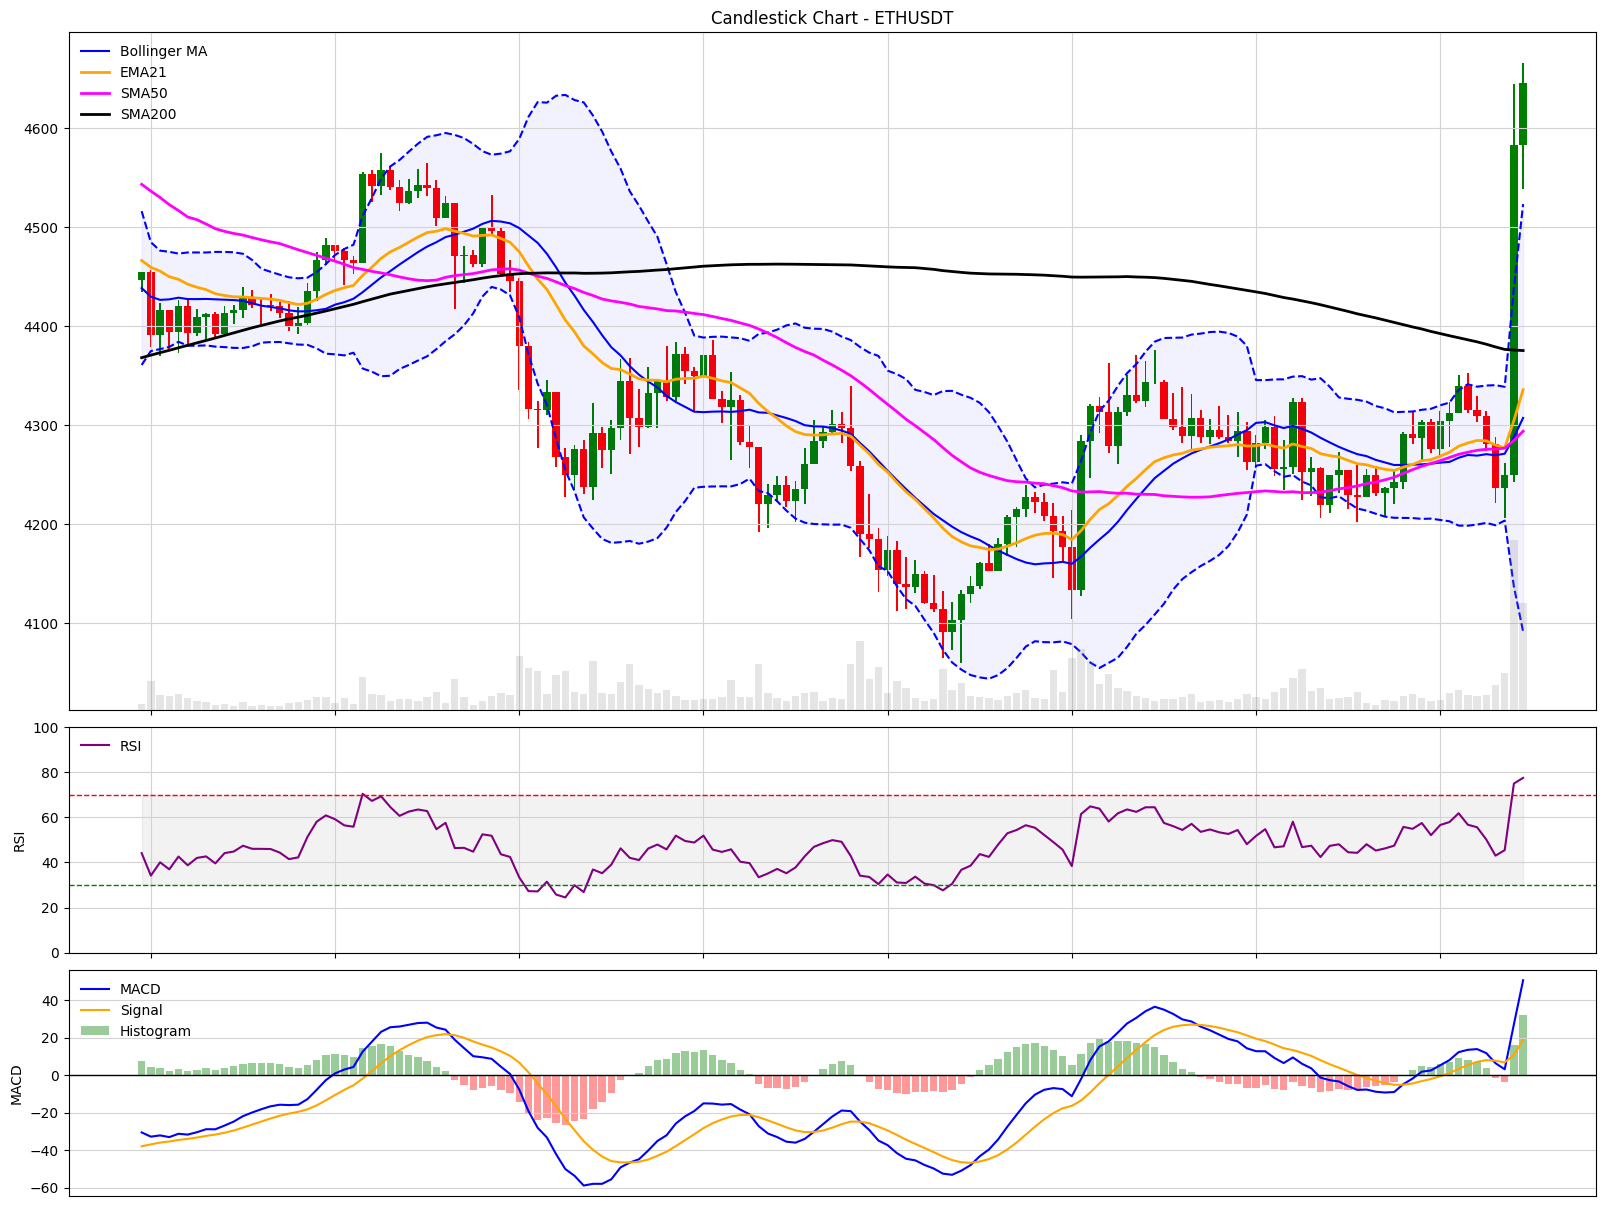 Candlestick Chart - ETHUSDT
Bollinger MA
EMA21
SMA50
SMA200
4600
4500
4400
4300
4200
4100
RSI
100
80
60
40
20
0
RSI
MACD
Signal
Histogram
40
20
0
−20
−40
−60
MACD